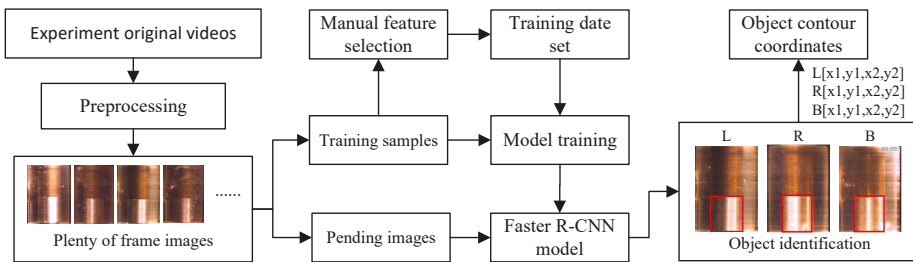 Experiment original videos
Preprocessing
......
Plenty of frame images
Manual feature
selection
Training samples
Pending images
Training date
set
Model training
Faster R-CNN
model
Object contour
coordinates
L[x1,y1,x2,y2]
R[x1,y1,x2,y2]
B[x1,y1,x2,y2]
L R B
Object identification